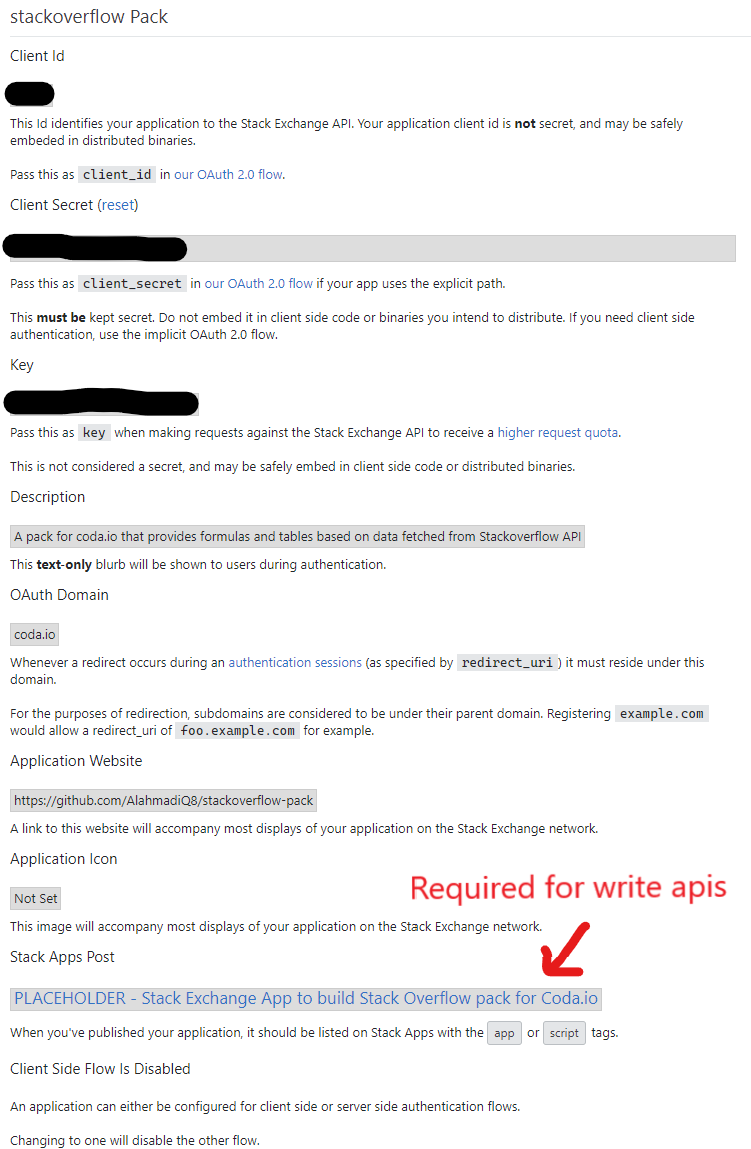 stackoverflow Pack
Client Id
This Id identifies your application to the Stack Exchange API. Your application client id is not secret, and may be safely
embeded in distributed binaries.
Pass this as client_id in our OAuth 2.0 flow.
Client Secret (reset)
Pass this as client_secret in our OAuth 2.0 flow if your app uses the explicit path.
This must be kept secret. Do not embed it in client side code or binaries you intend to distribute. If you need client side
authentication, use the implicit OAuth 2.0 flow.
Key
Pass this as key when making requests against the Stack Exchange API to receive a higher request quota.
This is not considered a secret, and may be safely embed in client side code or distributed binaries.
Description
A pack for coda.io that provides formulas and tables based on data fetched from Stackoverflow API
This text-only blurb will be shown to users during authentication.
OAuth Domain
coda.io
Whenever a redirect occurs during an authentication sessions (as specified by redirect_uri ) it must reside under this
domain.
For the purposes of redirection, subdomains are considered to be under their parent domain. Registering example.com
would allow a redirect_uri of foo.example.com for example.
Application Website
https://github.com/AlahmadiQ8/stackoverflow-pack
A link to this website will accompany most displays of your application on the Stack Exchange network.
Application Icon
Required for write apis
Not Set
This image will accompany most displays of your application on the Stack Exchange network.
Stack Apps Post
PLACEHOLDER - Stack Exchange App to build Stack Overflow pack for Coda.io
When you've published your application, it should be listed on Stack Apps with the app or script tags.
Client Side Flow Is Disabled
An application can either be configured for client side or server side authentication flows.
Changing to one will disable the other flow.